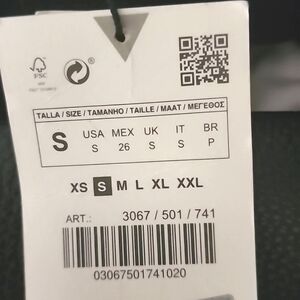 FSC
TALLA / SIZE / TAMANHO / TAILLE / MAAT / ΜΕΓΕΘΟΣ
S
USA MEX UK IT BR
S 26 S S P
XS S M L XL XXL
ART.: 3067 / 501 / 741
03067501741020